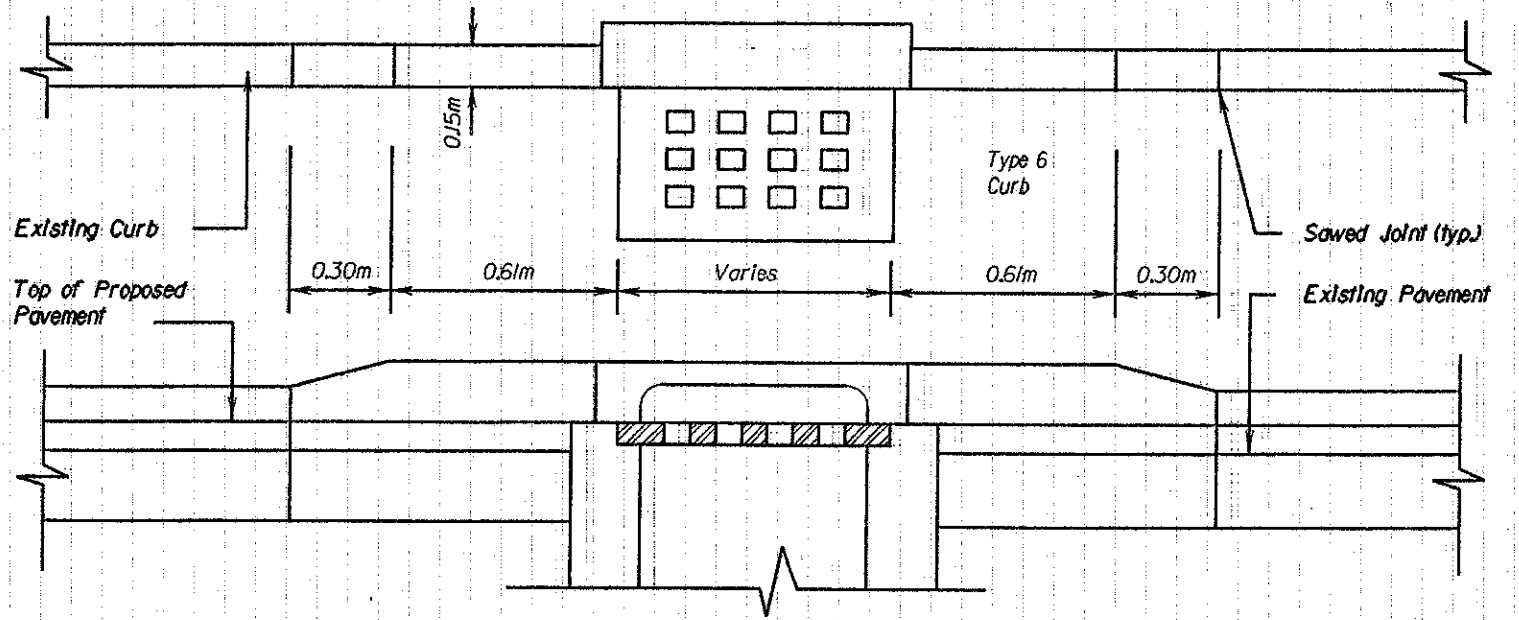 0.15m
Type 6
Curb
Existing Curb
Sawed Joint (typ.)
0.30m
0.61m
Varies
0.61m
0.30m
Top of Proposed
Pavement
Existing Pavement